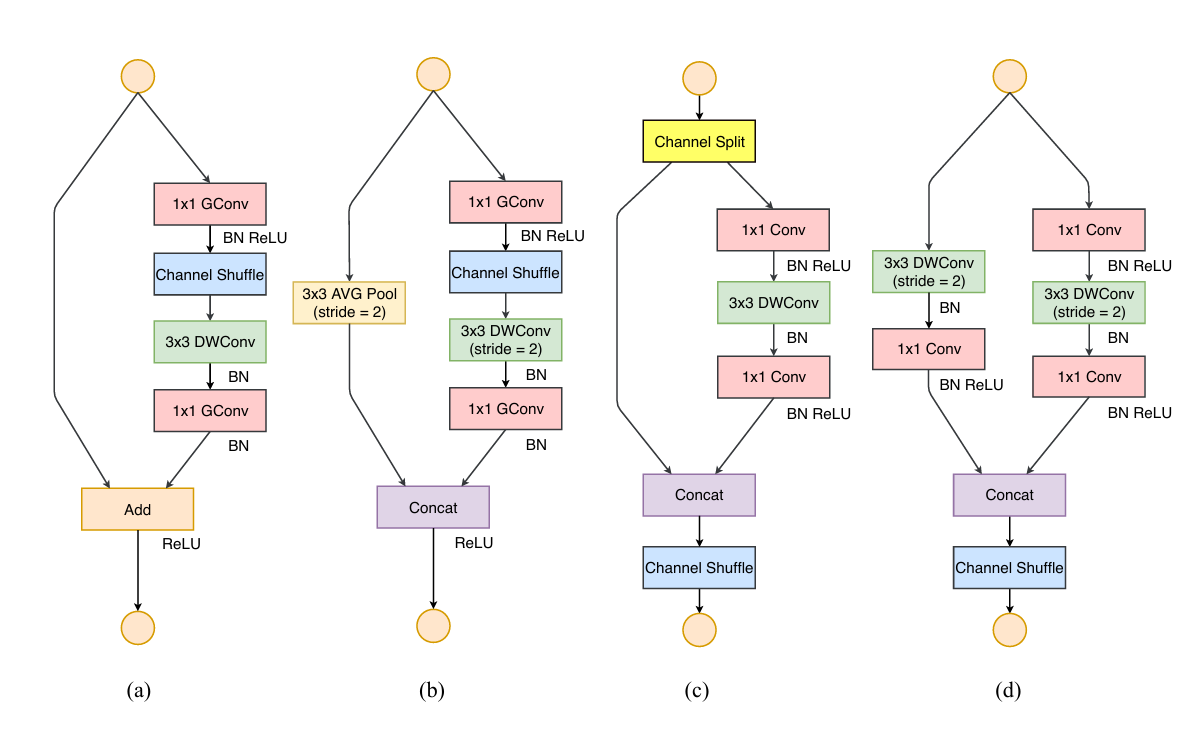 1x1 GConv
BN ReLU
Channel Shuffle
3x3 DWConv
BN
1x1 GConv
BN
Add
ReLU
(a)
1x1 GConv
BN ReLU
Channel Shuffle
3x3 AVG Pool
(stride = 2)
3x3 DWConv
(stride = 2)
BN
1x1 GConv
BN
Concat
ReLU
(b)
Channel Split
1x1 Conv
BN ReLU
3x3 DWConv
BN
1x1 Conv
BN ReLU
Concat
Channel Shuffle
(c)
3x3 DWConv
(stride = 2)
BN
1x1 Conv
BN ReLU
1x1 Conv
BN ReLU
3x3 DWConv
(stride = 2)
BN
1x1 Conv
BN ReLU
Concat
Channel Shuffle
(d)